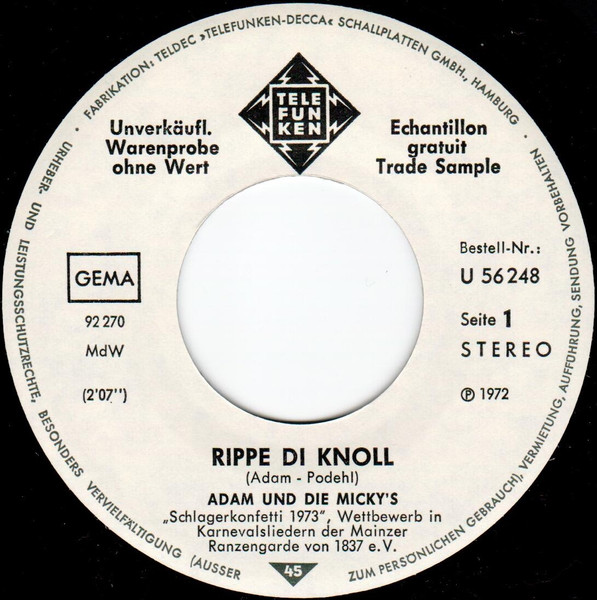 FABRIKATION: TELDEC »TELEFUNKEN-DECCA« SCHALLPLATTEN GMBH., HAMBURG •
URHEBER- UND LEISTUNGSSCHUTZRECHTE, BESONDERS VERVIELFÄLTIGUNG (AUSSER ZUM PERSÖNLICHEN GEBRAUCH), VERMIETUNG, AUFFÜHRUNG, SENDUNG VORBEHALTEN •
TELE
FUN
KEN
Unverkäufl.
Warenprobe
ohne Wert
Echantillon
gratuit
Trade Sample
GEMA
92 270
MdW
(2'07'')
Bestell-Nr.:
U 56 248
Seite 1
STEREO
℗ 1972
RIPPE DI KNOLL
(Adam - Podehl)
ADAM UND DIE MICKY'S
„Schlagerkonfetti 1973", Wettbewerb in
Karnevalsliedern der Mainzer
Ranzengarde von 1837 e.V.
45